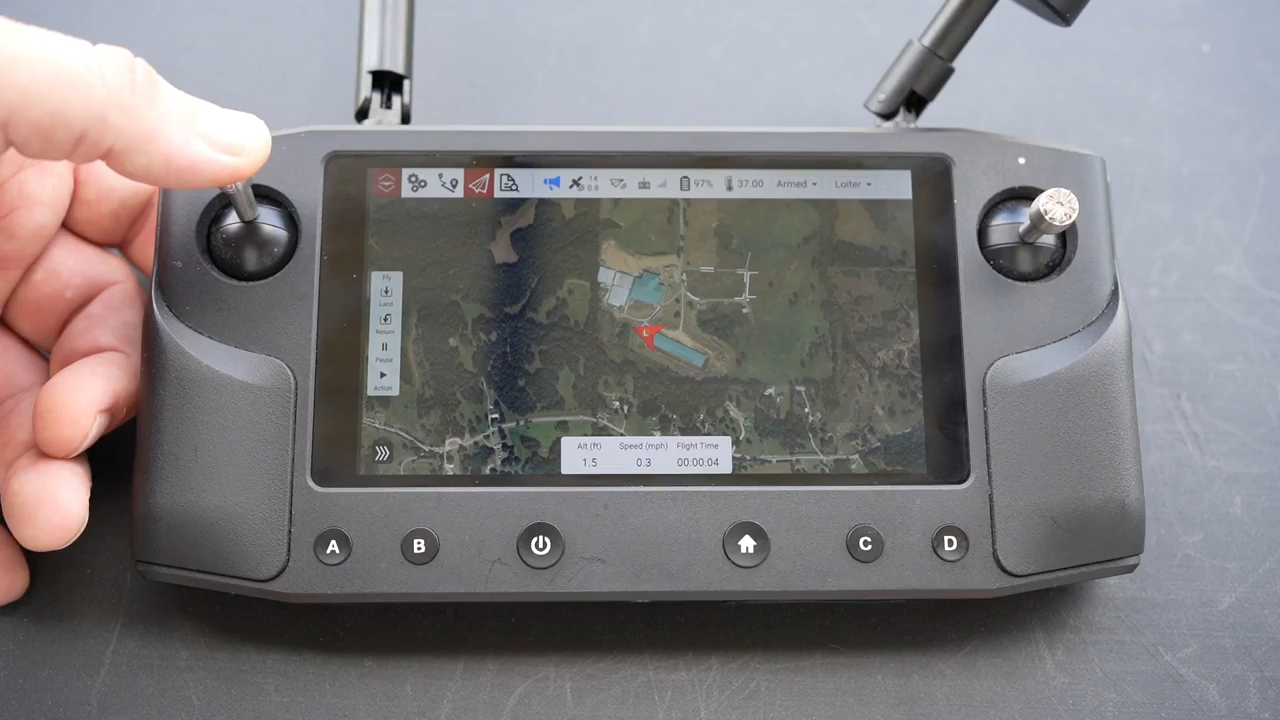 14
0.6
97%
37.00
Armed
Loiter
Fly
Land
Return
Pause
Action
L
Alt (ft) Speed (mph) Flight Time
1.5 0.3 00:00:04
A B C D